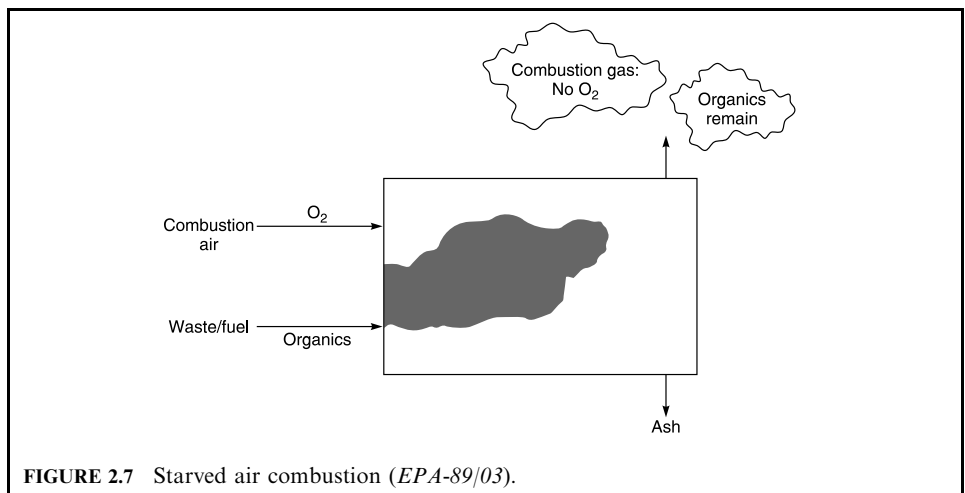 Combustion gas:
No O₂
Organics
remain
O₂
Combustion
air
Waste/fuel
Organics
Ash
FIGURE 2.7 Starved air combustion (EPA-89/03).